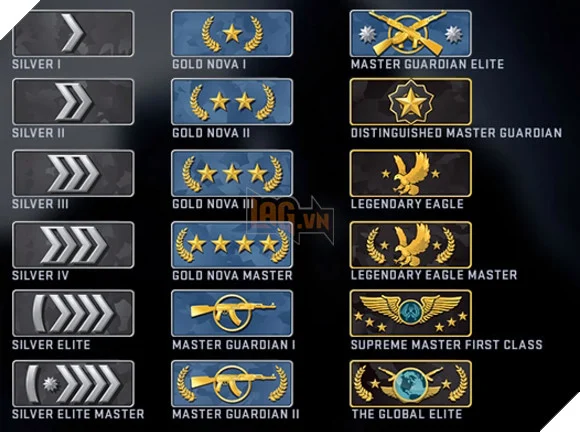 SILVER I
SILVER II
SILVER III
SILVER IV
SILVER ELITE
SILVER ELITE MASTER
GOLD NOVA I
GOLD NOVA II
GOLD NOVA III
GOLD NOVA MASTER
MASTER GUARDIAN I
MASTER GUARDIAN II
MASTER GUARDIAN ELITE
DISTINGUISHED MASTER GUARDIAN
LEGENDARY EAGLE
LEGENDARY EAGLE MASTER
SUPREME MASTER FIRST CLASS
THE GLOBAL ELITE
IAG.VN